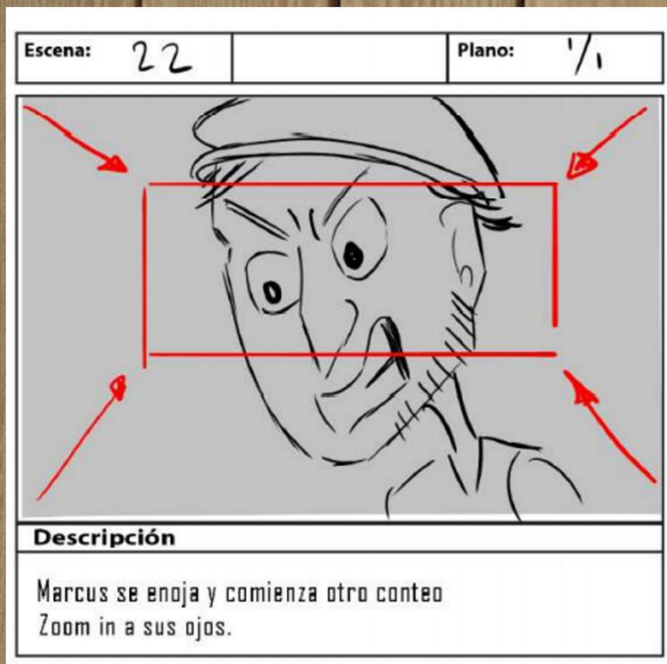 Escena: 22
Plano: 1/1
Descripción
Marcus se enoja y comienza otro conteo
Zoom in a sus ojos.